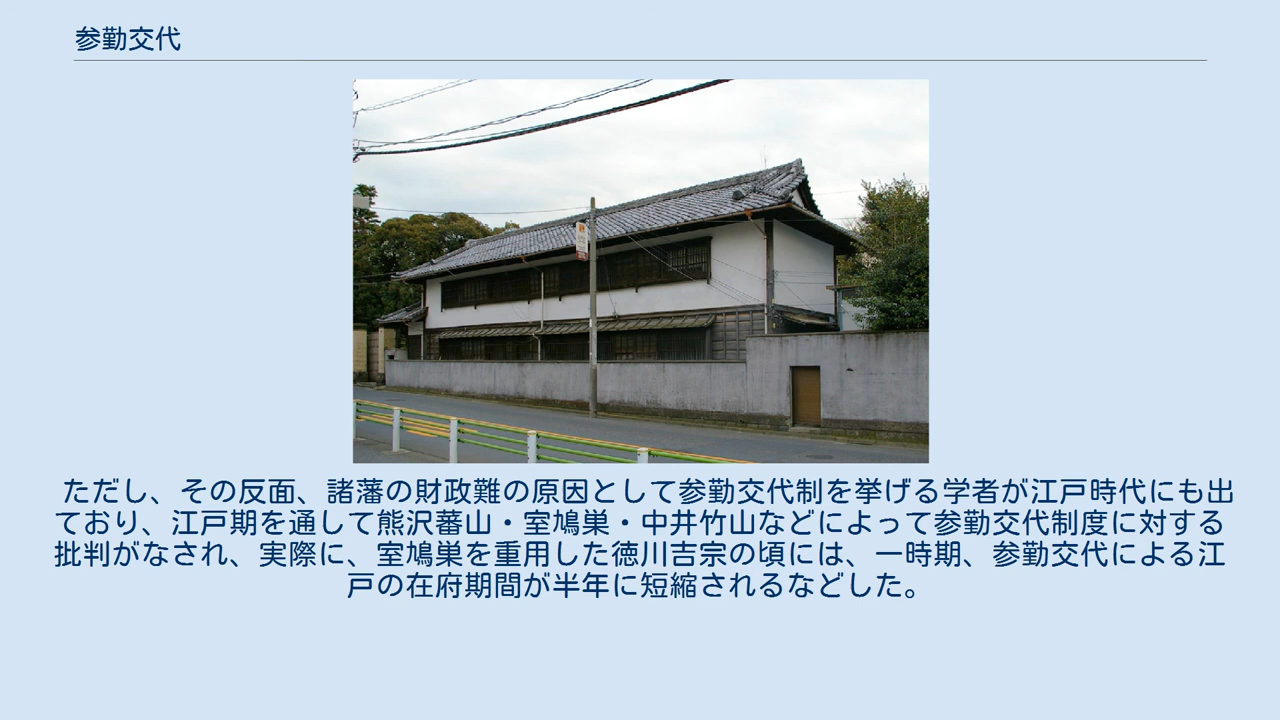 参勤交代
ただし、その反面、諸藩の財政難の原因として参勤交代制を挙げる学者が江戸時代にも出
ており、江戸期を通して熊沢蕃山・室鳩巣・中井竹山などによって参勤交代制度に対する
批判がなされ、実際に、室鳩巣を重用した徳川吉宗の頃には、一時期、参勤交代による江
戸の在府期間が半年に短縮されるなどした。